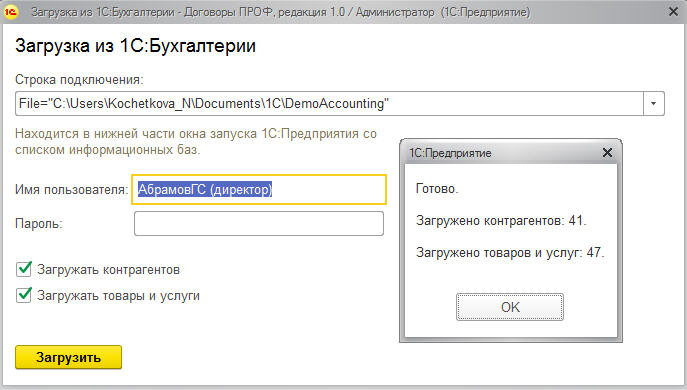 Загрузка из 1С:Бухгалтерии - Договоры ПРОФ, редакция 1.0 / Администратор (1С:Предприятие)
Загрузка из 1С:Бухгалтерии
Строка подключения:
File="C:\Users\Kochetkova_N\Documents\1C\DemoAccounting"
Находится в нижней части окна запуска 1С:Предприятия со
списком информационных баз.
Имя пользователя: АбрамовГС (директор)
Пароль:
Загружать контрагентов
Загружать товары и услуги
Загрузить
1С:Предприятие
Готово.
Загружено контрагентов: 41.
Загружено товаров и услуг: 47.
OK